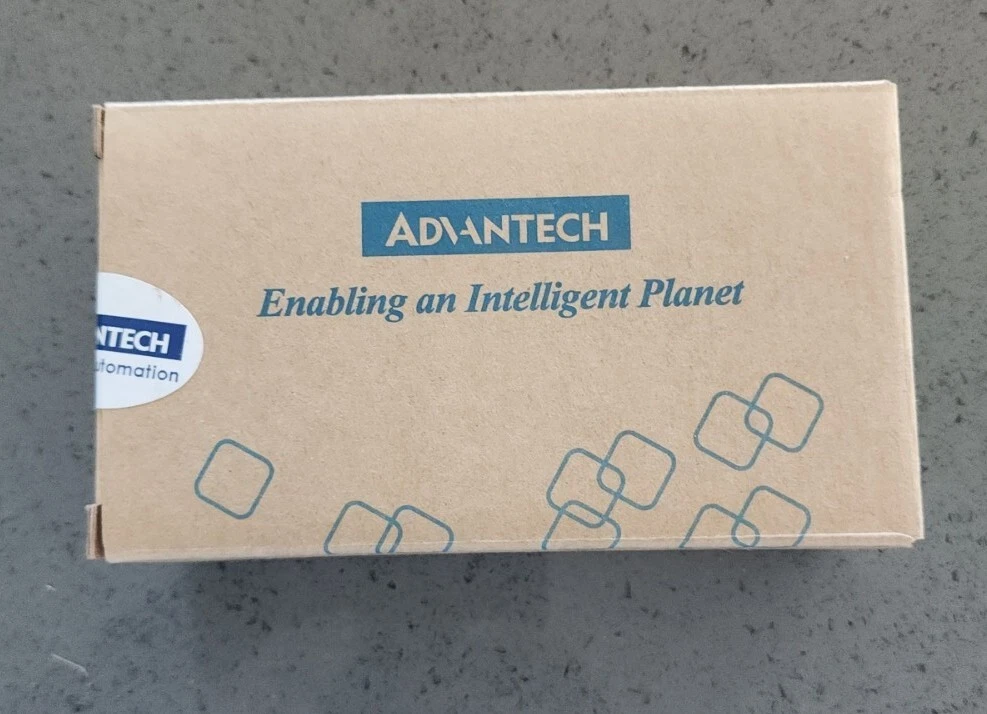 ADVANTECH
Enabling an Intelligent Planet
NTECH
utomation